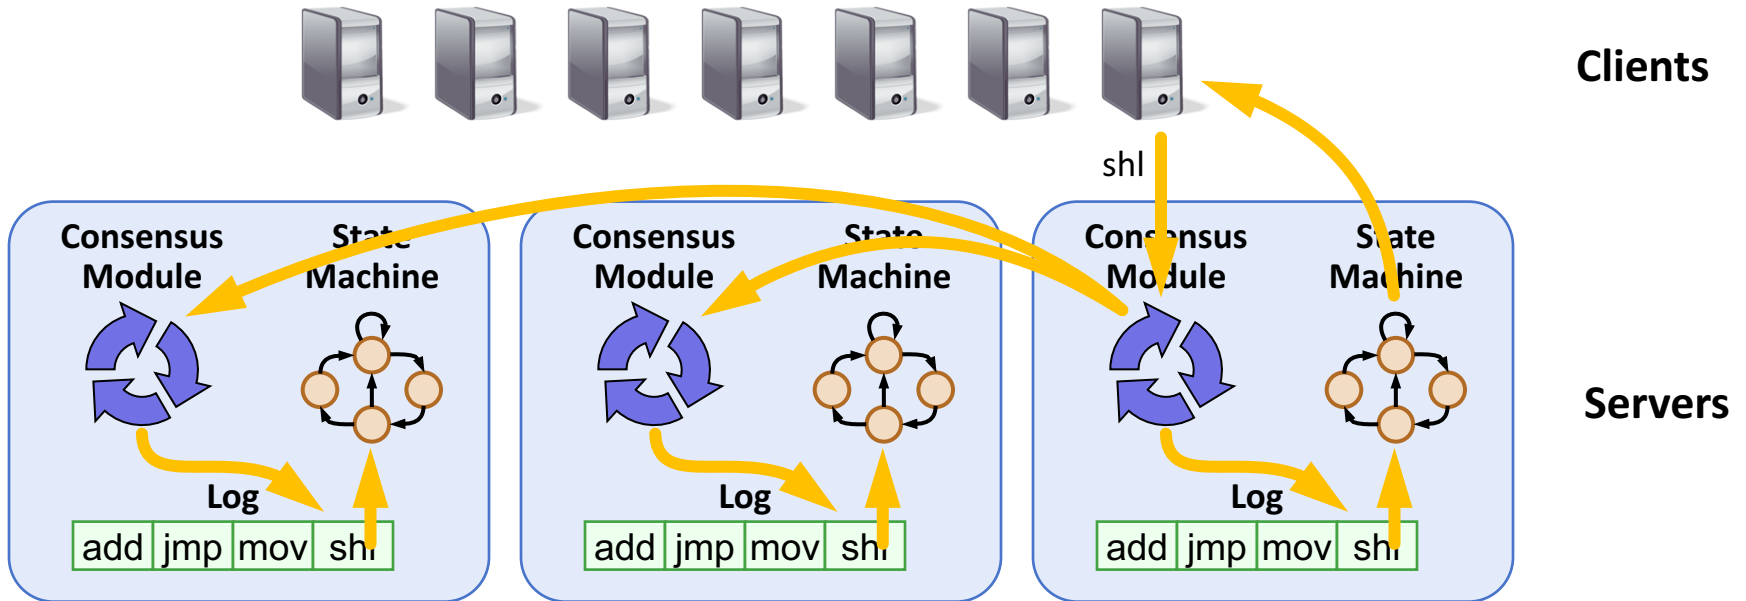 Clients
shl
Consensus Module
State Machine
Consensus Module
State Machine
Consensus Module
State Machine
Servers
Log
Log
Log
add jmp mov shl
add jmp mov shl
add jmp mov shl